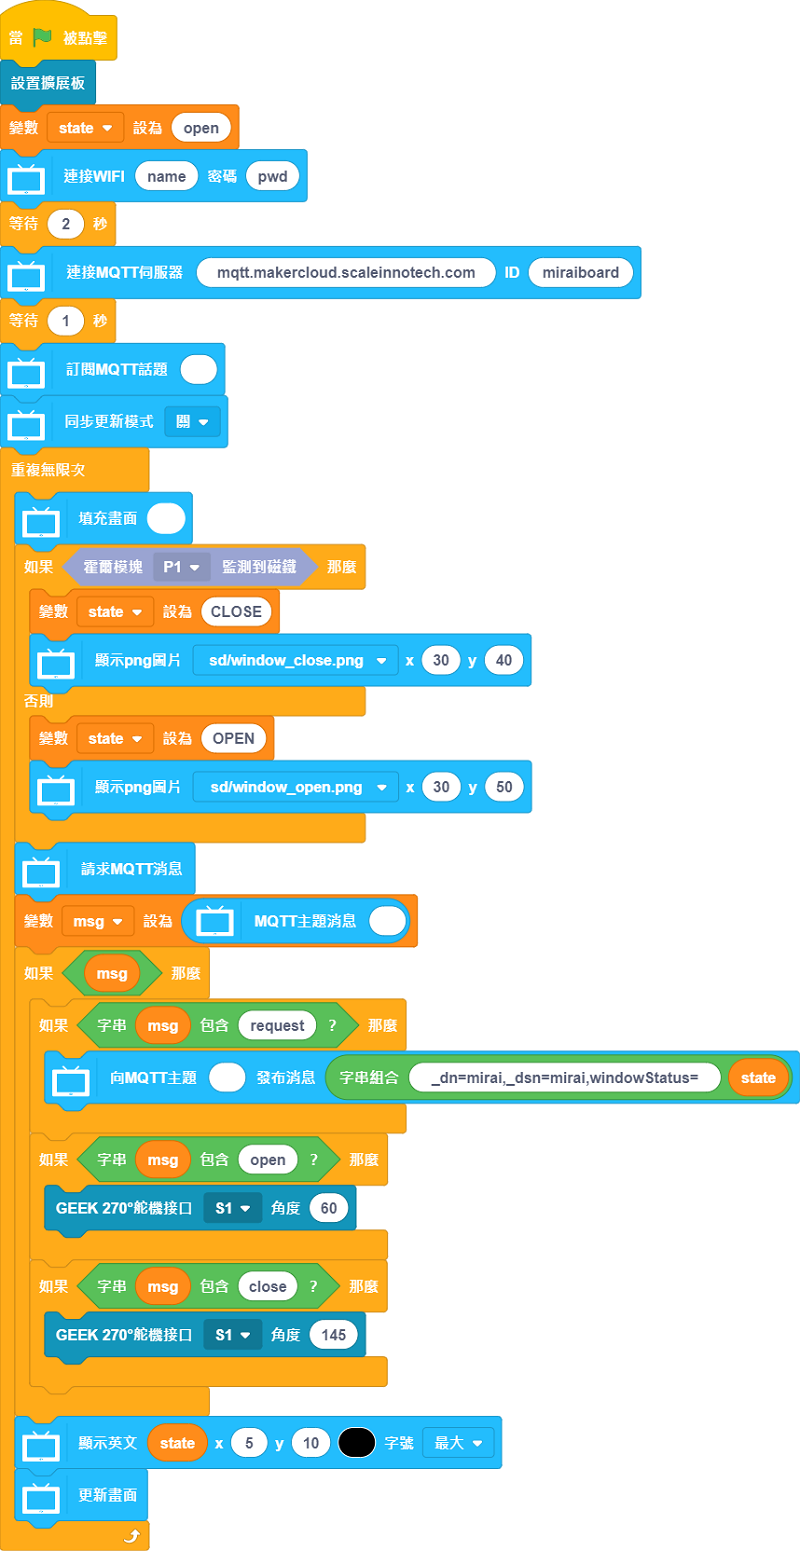 當 被點擊
設置擴展板
變數 state 設為 open
連接WIFI name 密碼 pwd
等待 2 秒
連接MQTT伺服器 mqtt.makercloud.scaleinnotech.com ID miraiboard
等待 1 秒
訂閱MQTT話題
同步更新模式 關
重複無限次
填充畫面
如果 霍爾模塊 P1 監測到磁鐵 那麼
變數 state 設為 CLOSE
顯示png圖片 sd/window_close.png x 30 y 40
否則
變數 state 設為 OPEN
顯示png圖片 sd/window_open.png x 30 y 50
請求MQTT消息
變數 msg 設為 MQTT主題消息
如果 msg 那麼
如果 字串 msg 包含 request ? 那麼
向MQTT主題 發布消息 字串組合 _dn=mirai,_dsn=mirai,windowStatus= state
如果 字串 msg 包含 open ? 那麼
GEEK 270°舵機接口 S1 角度 60
如果 字串 msg 包含 close ? 那麼
GEEK 270°舵機接口 S1 角度 145
顯示英文 state x 5 y 10 字號 最大
更新畫面